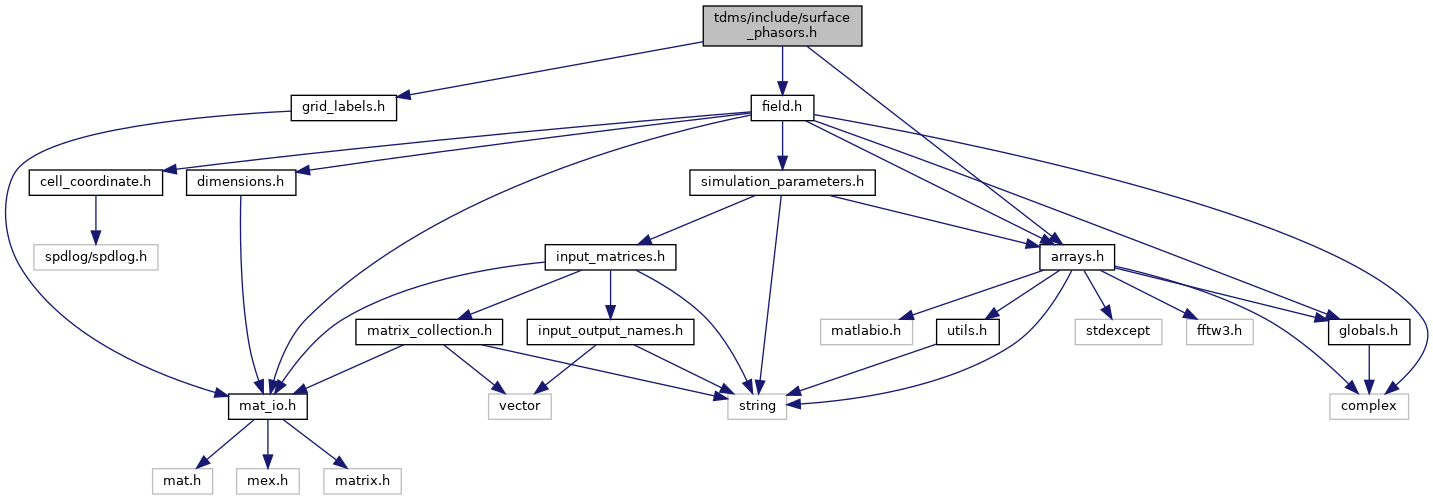 tdms/include/surface
_phasors.h
grid_labels.h
field.h
cell_coordinate.h
dimensions.h
simulation_parameters.h
spdlog/spdlog.h
input_matrices.h
arrays.h
matrix_collection.h
input_output_names.h
matlabio.h
utils.h
stdexcept
fftw3.h
globals.h
mat_io.h
vector
string
complex
mat.h
mex.h
matrix.h